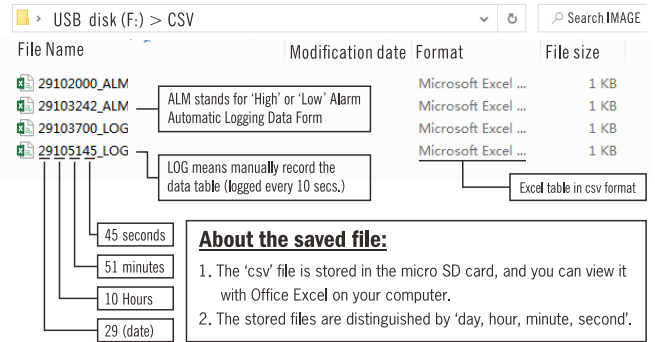 USB disk (F:) > CSV
Search IMAGE
File Name Modification date Format File size
29102000_ALM Microsoft Excel ... 1 KB
29103242_ALM Microsoft Excel ... 1 KB
29103700_LOG Microsoft Excel ... 1 KB
29105145_LOG Microsoft Excel ... 1 KB
ALM stands for ‘High’ or ‘Low’ Alarm
Automatic Logging Data Form
LOG means manually record the
data table (logged every 10 secs.)
Excel table in csv format
45 seconds
51 minutes
10 Hours
29 (date)
About the saved file:
1. The ‘csv’ file is stored in the micro SD card, and you can view it
with Office Excel on your computer.
2. The stored files are distinguished by ‘day, hour, minute, second’.